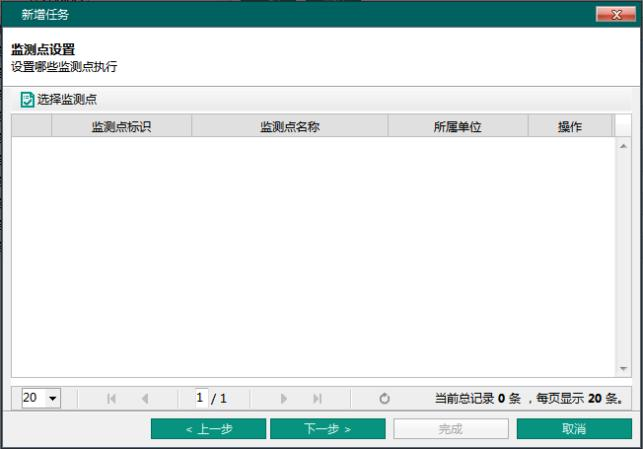 新增任务
监测点设置
设置哪些监测点执行
选择监测点
监测点标识 监测点名称 所属单位 操作
20 1 / 1 当前总记录 0 条 ，每页显示 20 条。
< 上一步 下一步 > 完成 取消